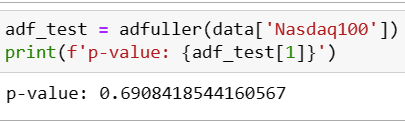 adf_test = adfuller(data['Nasdaq100'])
print(f'p-value: {adf_test[1]}')
p-value: 0.6908418544160567